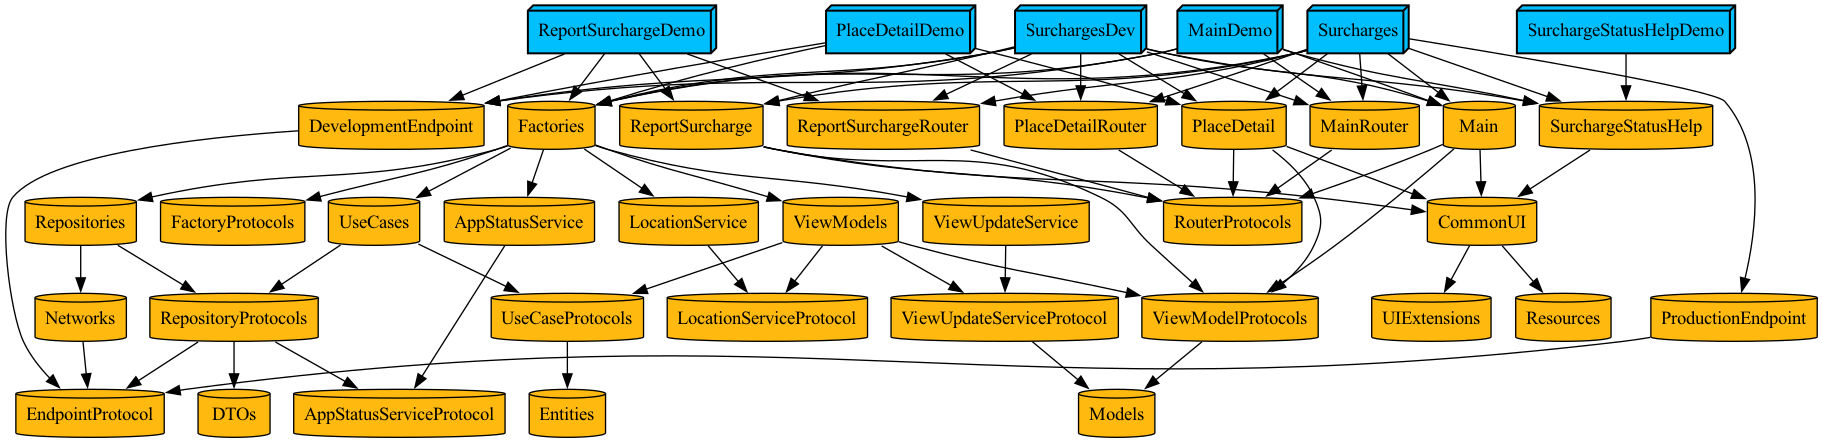 ReportSurchargeDemo
PlaceDetailDemo
SurchargesDev
MainDemo
Surcharges
SurchargeStatusHelpDemo
DevelopmentEndpoint
Factories
ReportSurcharge
ReportSurchargeRouter
PlaceDetailRouter
PlaceDetail
MainRouter
Main
SurchargeStatusHelp
Repositories
FactoryProtocols
UseCases
AppStatusService
LocationService
ViewModels
ViewUpdateService
RouterProtocols
CommonUI
Networks
RepositoryProtocols
UseCaseProtocols
LocationServiceProtocol
ViewUpdateServiceProtocol
ViewModelProtocols
UIExtensions
Resources
ProductionEndpoint
EndpointProtocol
DTOs
AppStatusServiceProtocol
Entities
Models